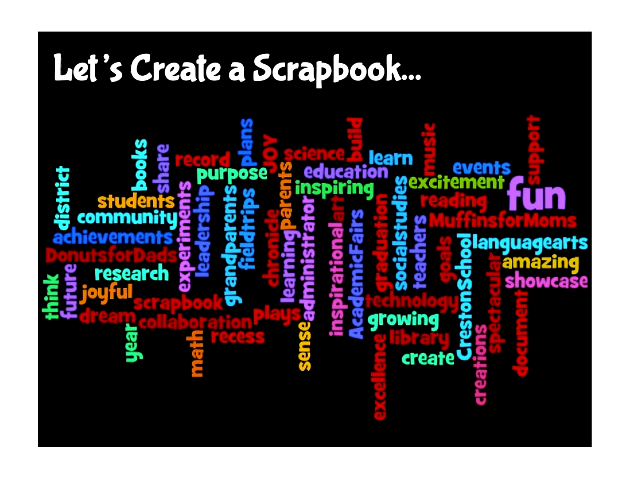 Let's Create a Scrapbook...
plans
build
music
support
books
share
record
JOY
science
learn
events
district
purpose
parents
education
inspiring
excitement
fun
students
experiments
leadership
grandparents
fieldtrips
chronicle
art
graduation
socialstudies
reading
community
administrator
MuffinsforMoms
achievements
learning
inspirational
AcademicFairs
teachers
goals
CrestonSchool
languagearts
DonutsforDads
amazing
think
future
research
spectacular
showcase
joyful
scrapbook
technology
document
dream
collaboration
plays
growing
year
math
recess
sense
excellence
library
create
creations